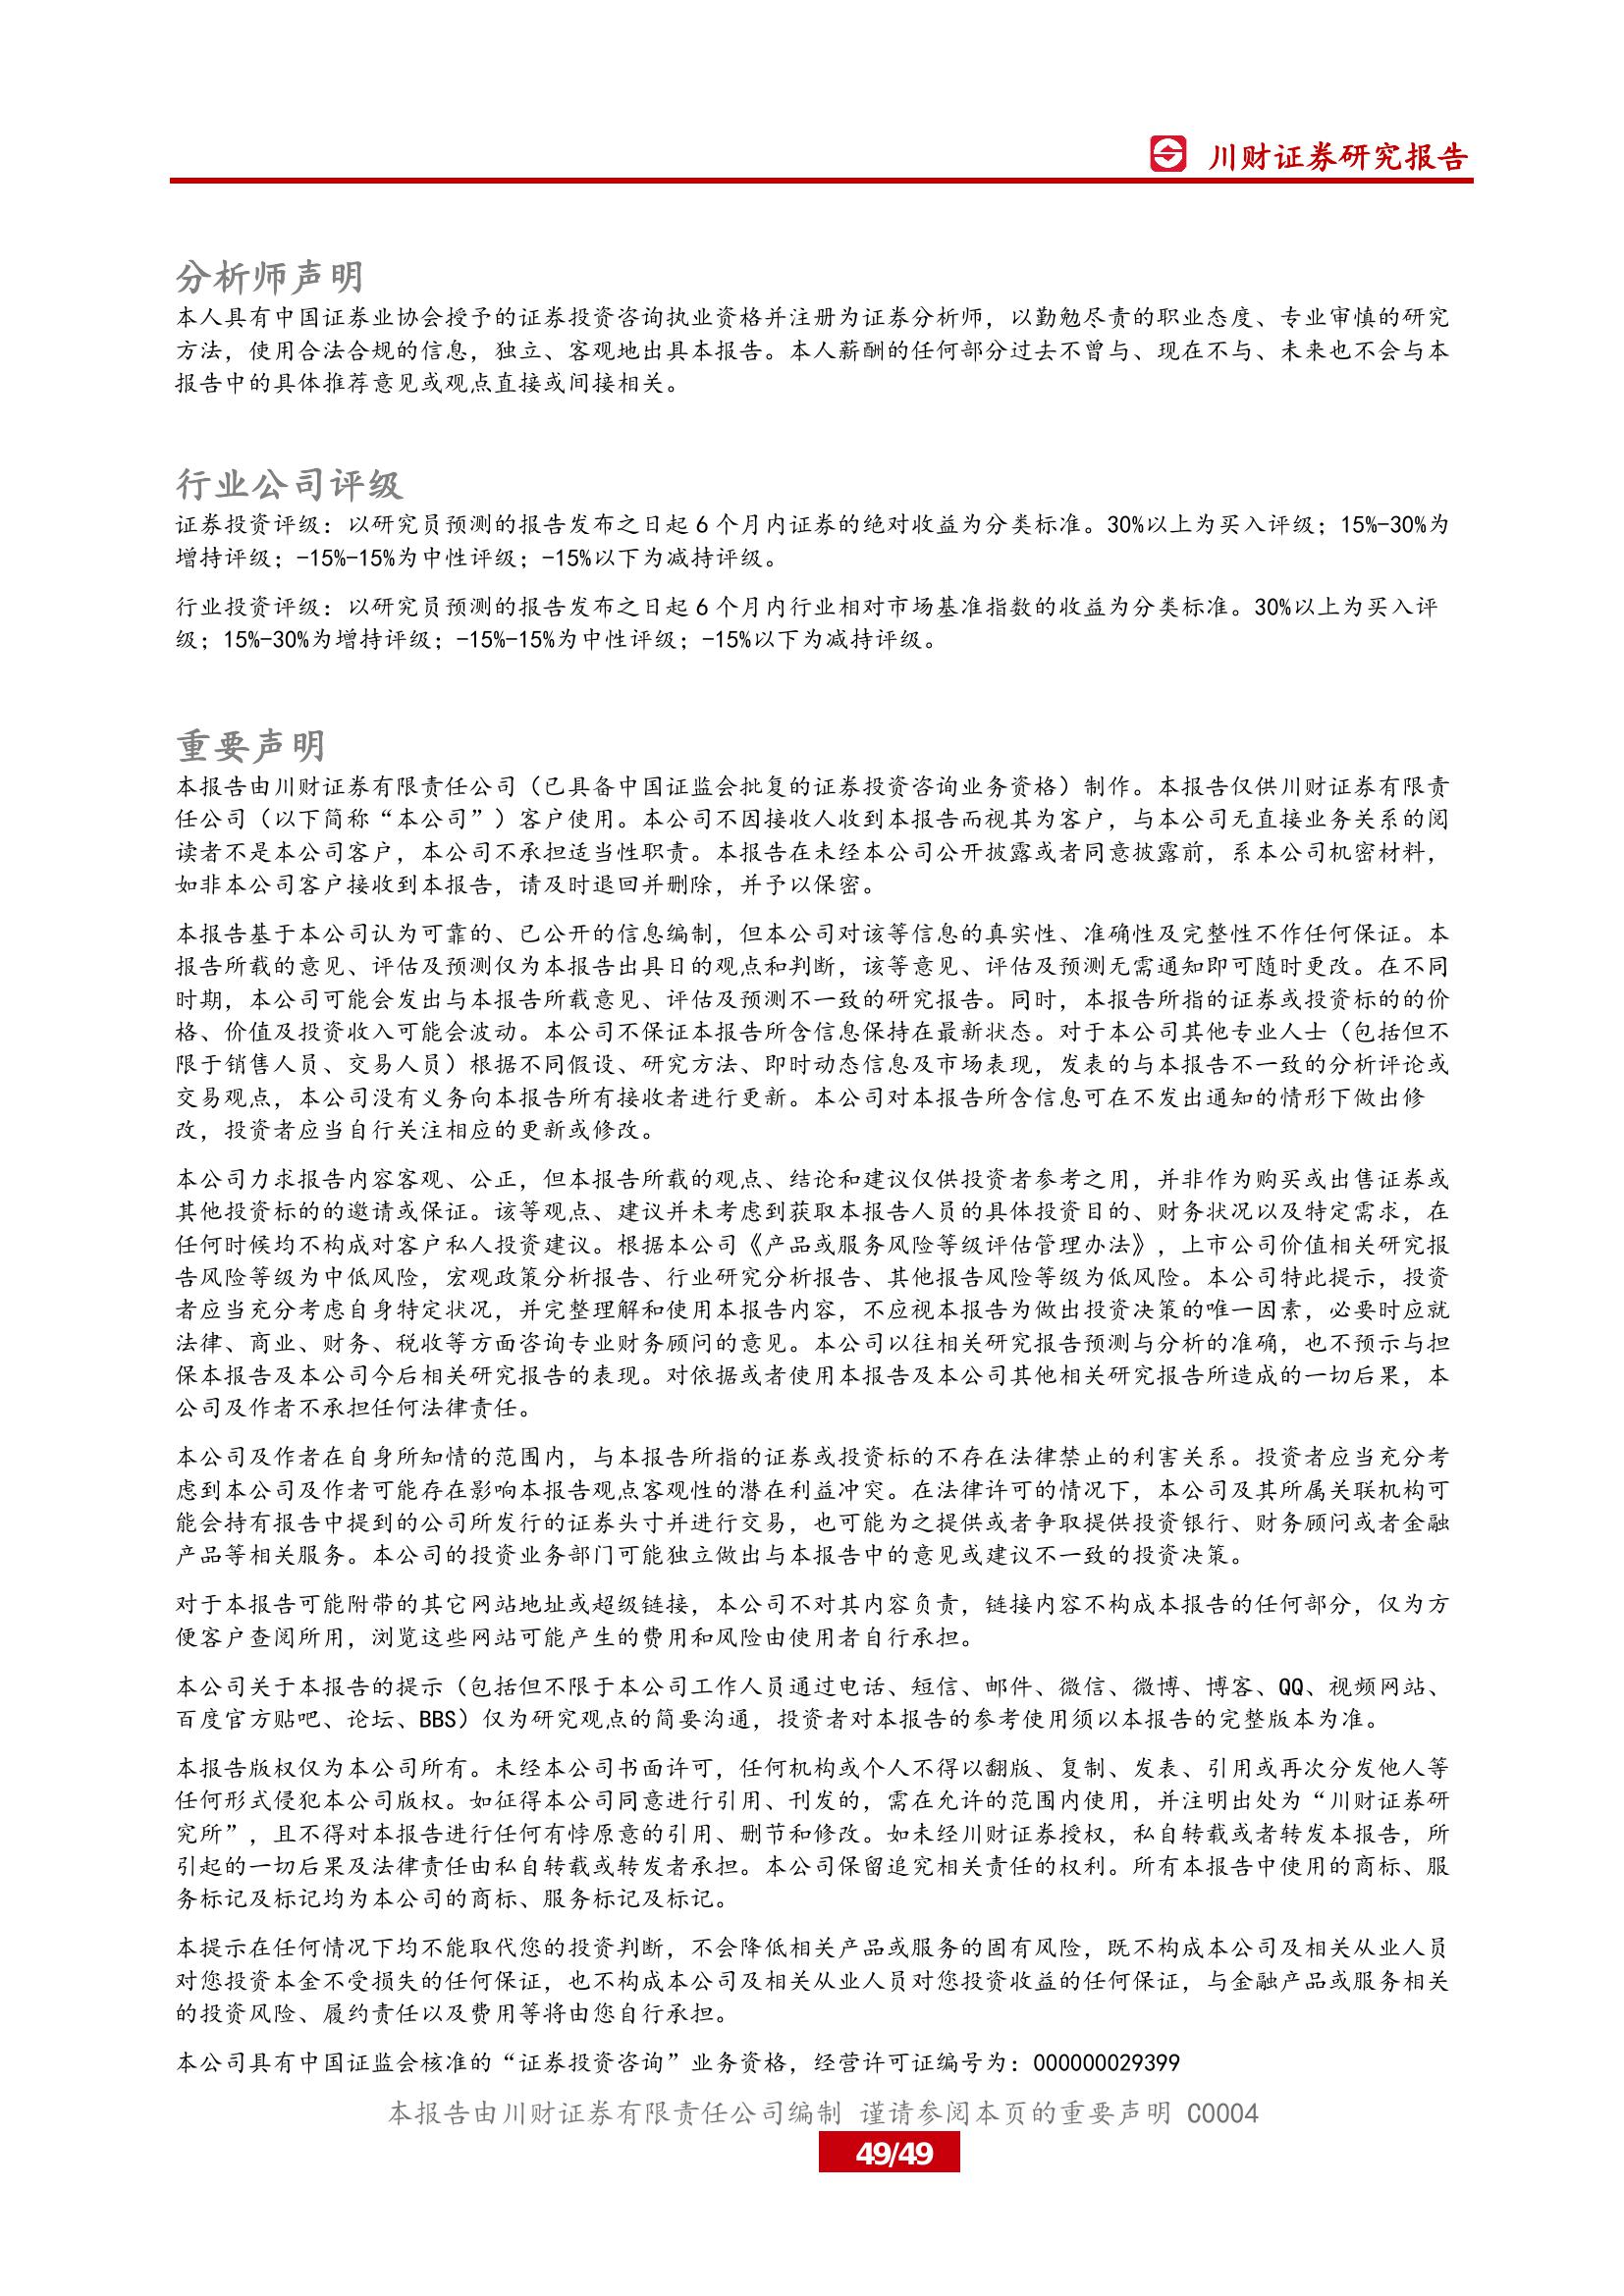 川财证券研究报告
分析师声明
本人具有中国证券业协会授予的证券投资咨询执业资格并注册为证券分析师，以勤勉尽责的职业态度、专业审慎的研究
方法，使用合法合规的信息，独立、客观地出具本报告。本人薪酬的任何部分过去不曾与、现在不与、未来也不会与本
报告中的具体推荐意见或观点直接或间接相关。
行业公司评级
证券投资评级：以研究员预测的报告发布之日起 6 个月内证券的绝对收益为分类标准。30%以上为买入评级；15%-30%为
增持评级；-15%-15%为中性评级；-15%以下为减持评级。
行业投资评级：以研究员预测的报告发布之日起 6 个月内行业相对市场基准指数的收益为分类标准。30%以上为买入评
级；15%-30%为增持评级；-15%-15%为中性评级；-15%以下为减持评级。
重要声明
本报告由川财证券有限责任公司（已具备中国证监会批复的证券投资咨询业务资格）制作。本报告仅供川财证券有限责
任公司（以下简称“本公司”）客户使用。本公司不因接收人收到本报告而视其为客户，与本公司无直接业务关系的阅
读者不是本公司客户，本公司不承担适当性职责。本报告在未经本公司公开披露或者同意披露前，系本公司机密材料，
如非本公司客户接收到本报告，请及时退回并删除，并予以保密。
本报告基于本公司认为可靠的、已公开的信息编制，但本公司对该等信息的真实性、准确性及完整性不作任何保证。本
报告所载的意见、评估及预测仅为本报告出具日的观点和判断，该等意见、评估及预测无需通知即可随时更改。在不同
时期，本公司可能会发出与本报告所载意见、评估及预测不一致的研究报告。同时，本报告所指的证券或投资标的的价
格、价值及投资收入可能会波动。本公司不保证本报告所含信息保持在最新状态。对于本公司其他专业人士（包括但不
限于销售人员、交易人员）根据不同假设、研究方法、即时动态信息及市场表现，发表的与本报告不一致的分析评论或
交易观点，本公司没有义务向本报告所有接收者进行更新。本公司对本报告所含信息可在不发出通知的情形下做出修
改，投资者应当自行关注相应的更新或修改。
本公司力求报告内容客观、公正，但本报告所载的观点、结论和建议仅供投资者参考之用，并非作为购买或出售证券或
其他投资标的的邀请或保证。该等观点、建议并未考虑到获取本报告人员的具体投资目的、财务状况以及特定需求，在
任何时候均不构成对客户私人投资建议。根据本公司《产品或服务风险等级评估管理办法》，上市公司价值相关研究报
告风险等级为中低风险，宏观政策分析报告、行业研究分析报告、其他报告风险等级为低风险。本公司特此提示，投资
者应当充分考虑自身特定状况，并完整理解和使用本报告内容，不应视本报告为做出投资决策的唯一因素，必要时应就
法律、商业、财务、税收等方面咨询专业财务顾问的意见。本公司以往相关研究报告预测与分析的准确，也不预示与担
保本报告及本公司今后相关研究报告的表现。对依据或者使用本报告及本公司其他相关研究报告所造成的一切后果，本
公司及作者不承担任何法律责任。
本公司及作者在自身所知情的范围内，与本报告所指的证券或投资标的不存在法律禁止的利害关系。投资者应当充分考
虑到本公司及作者可能存在影响本报告观点客观性的潜在利益冲突。在法律许可的情况下，本公司及其所属关联机构可
能会持有报告中提到的公司所发行的证券头寸并进行交易，也可能为之提供或者争取提供投资银行、财务顾问或者金融
产品等相关服务。本公司的投资业务部门可能独立做出与本报告中的意见或建议不一致的投资决策。
对于本报告可能附带的其它网站地址或超级链接，本公司不对其内容负责，链接内容不构成本报告的任何部分，仅为方
便客户查阅所用，浏览这些网站可能产生的费用和风险由使用者自行承担。
本公司关于本报告的提示（包括但不限于本公司工作人员通过电话、短信、邮件、微信、微博、博客、QQ、视频网站、
百度官方贴吧、论坛、BBS）仅为研究观点的简要沟通，投资者对本报告的参考使用须以本报告的完整版本为准。
本报告版权仅为本公司所有。未经本公司书面许可，任何机构或个人不得以翻版、复制、发表、引用或再次分发他人等
任何形式侵犯本公司版权。如征得本公司同意进行引用、刊发的，需在允许的范围内使用，并注明出处为“川财证券研
究所”，且不得对本报告进行任何有悖原意的引用、删节和修改。如未经川财证券授权，私自转载或者转发本报告，所
引起的一切后果及法律责任由私自转载或转发者承担。本公司保留追究相关责任的权利。所有本报告中使用的商标、服
务标记及标记均为本公司的商标、服务标记及标记。
本提示在任何情况下均不能取代您的投资判断，不会降低相关产品或服务的固有风险，既不构成本公司及相关从业人员
对您投资本金不受损失的任何保证，也不构成本公司及相关从业人员对您投资收益的任何保证，与金融产品或服务相关
的投资风险、履约责任以及费用等将由您自行承担。
本公司具有中国证监会核准的“证券投资咨询”业务资格，经营许可证编号为：000000029399
本报告由川财证券有限责任公司编制 谨请参阅本页的重要声明 C0004
49/49